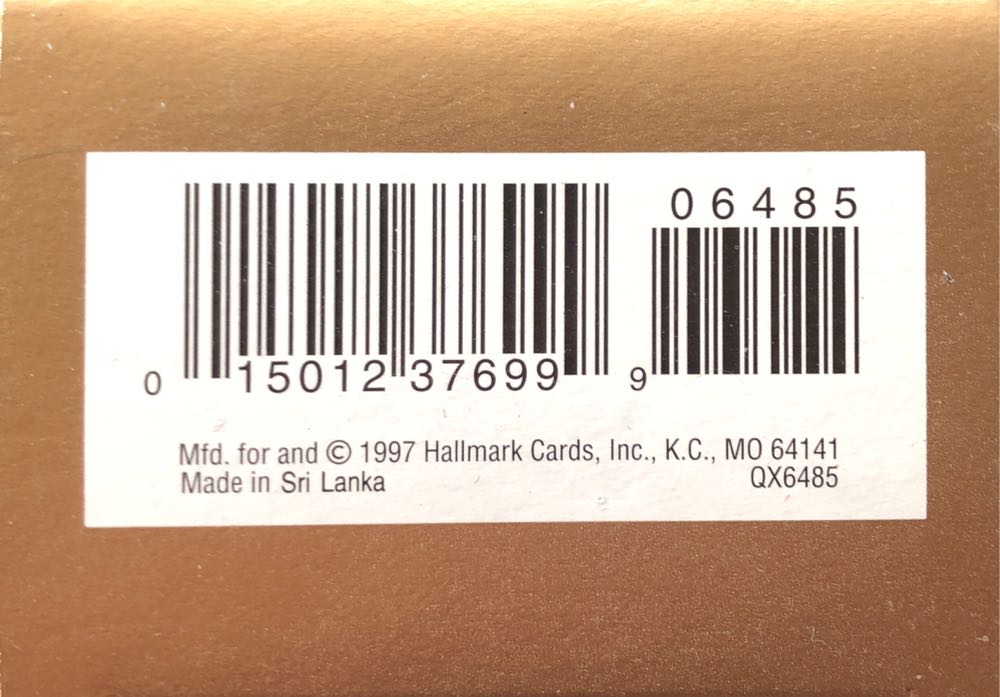 06485
0 15012 37699 9
Mfd. for and © 1997 Hallmark Cards, Inc., K.C., MO 64141
Made in Sri Lanka QX6485